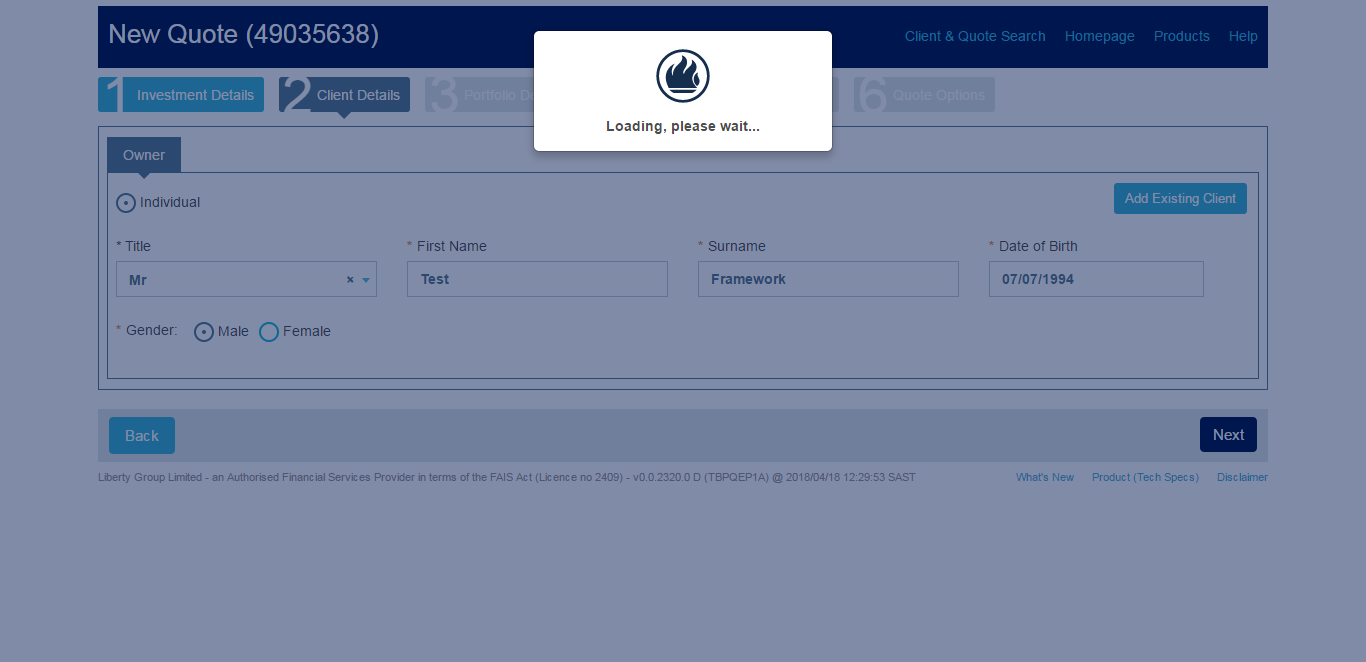 New Quote (49035638)
Client & Quote Search Homepage Products Help
Loading, please wait...
1 Investment Details 2 Client Details 3 Portfolio D 6 Quote Options
Owner
Individual
Add Existing Client
* Title * First Name * Surname * Date of Birth
Mr × Test Framework 07/07/1994
* Gender: Male Female
Back Next
Liberty Group Limited - an Authorised Financial Services Provider in terms of the FAIS Act (Licence no 2409) - v0.0.2320.0 D (TBPQEP1A) @ 2018/04/18 12:29:53 SAST What's New Product (Tech Specs) Disclaimer